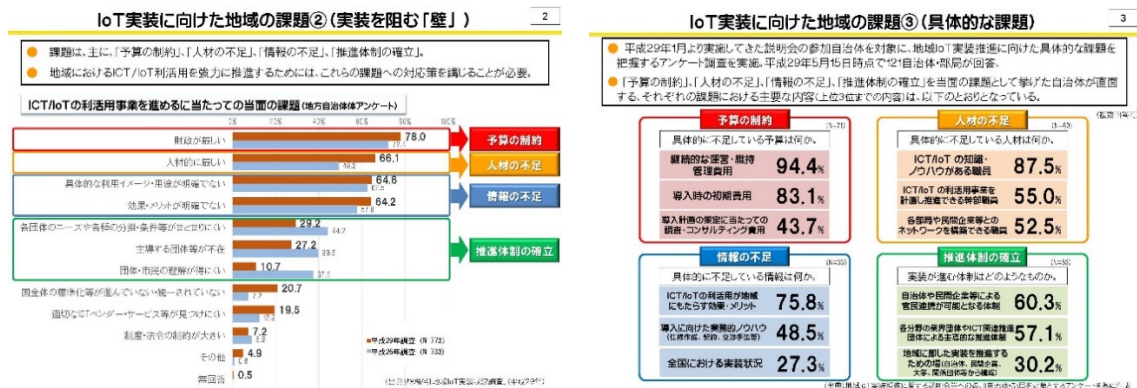 IoT実装に向けた地域の課題②（実装を阻む「壁」）
2
課題は、主に、「予算の制約」、「人材の不足」、「情報の不足」、「推進体制の確立」。
地域におけるICT/IoT利活用を強力に推進するためには、これらの課題への対応策を講じることが必要。
ICT/IoTの利活用事業を進めるに当たっての当面の課題（地方自治体アンケート）
財政が厳しい
78.0
予算の制約
人材的に厳しい
66.1
人材の不足
具体的な利用イメージ・用途が明確でない
64.6
効果・メリットが明確でない
64.2
情報の不足
各団体のニーズや各種の分担・条件等がまとまりにくい
29.2
主導する団体等が不在
27.2
団体・市民の理解が得にくい
10.7
推進体制の確立
国全体の標準化等が進んでいない・統一されていない
20.7
適切なICTベンダー・サービス等が見つけにくい
19.5
制度・法令の制約が大きい
7.2
その他
4.9
無回答
0.5
IoT実装に向けた地域の課題③（具体的な課題）
3
平成29年1月より実施してきた説明会の参加自治体を対象に、地域IoT実装推進に向けた具体的な課題を
把握するアンケート調査を実施。平成29年5月15日時点で121自治体・部局が回答。
「予算の制約」、「人材の不足」、「情報の不足」、「推進体制の確立」を当面の課題として挙げた自治体が直面
する、それぞれの課題における主要な内容（上位3位までの内容）は、以下のとおりとなっている。
予算の制約
具体的に不足している予算は何か。
継続的な運営・維持
管理費用
94.4%
導入時の初期費用
83.1%
導入計画の策定に当たっての
調査・コンサルティング費用
43.7%
人材の不足
具体的に不足している人材は何か。
ICT/IoTの知識・
ノウハウがある職員
87.5%
ICT/IoTの利活用事業を
計画し推進できる幹部職員
55.0%
各部局や民間企業等との
ネットワークを構築できる職員
52.5%
情報の不足
具体的に不足している情報は何か。
ICT/IoTの利活用が地域
にもたらす効果・メリット
75.8%
導入に向けた実務的ノウハウ
48.5%
全国における実装状況
27.3%
推進体制の確立
実装が進む体制はどのようなものか。
自治体や民間企業等による
官民連携が可能となる体制
60.3%
各分野の業界団体やICT関連推進
団体による主導的な推進体制
57.1%
地域に即した実装を推進する
ための場（自治体、民間企業、
大学、関係団体等から構成）
30.2%